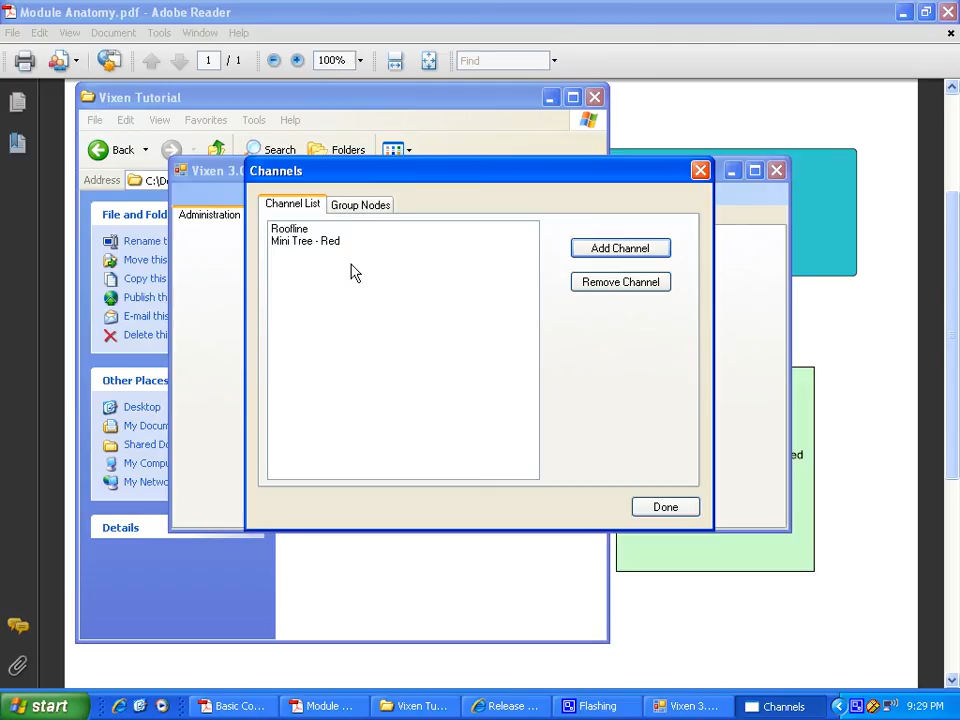 Module Anatomy.pdf - Adobe Reader
File Edit View Document Tools Window Help
1 / 1 100% Find
Vixen Tutorial
File Edit View Favorites Tools Help
Back Search Folders
Address C:\D
File and Fold
Rename t
Move this
Copy this
Publish th
E-mail this
Delete thi
Other Places
Desktop
My Docum
Shared Do
My Compu
My Netwo
Details
Vixen 3.0
Administration
Channels
Channel List Group Nodes
Roofline
Mini Tree - Red
Add Channel
Remove Channel
Done
ed
start Basic Co... Module ... Vixen Tu... Release ... Flashing Vixen 3.... Channels 9:29 PM